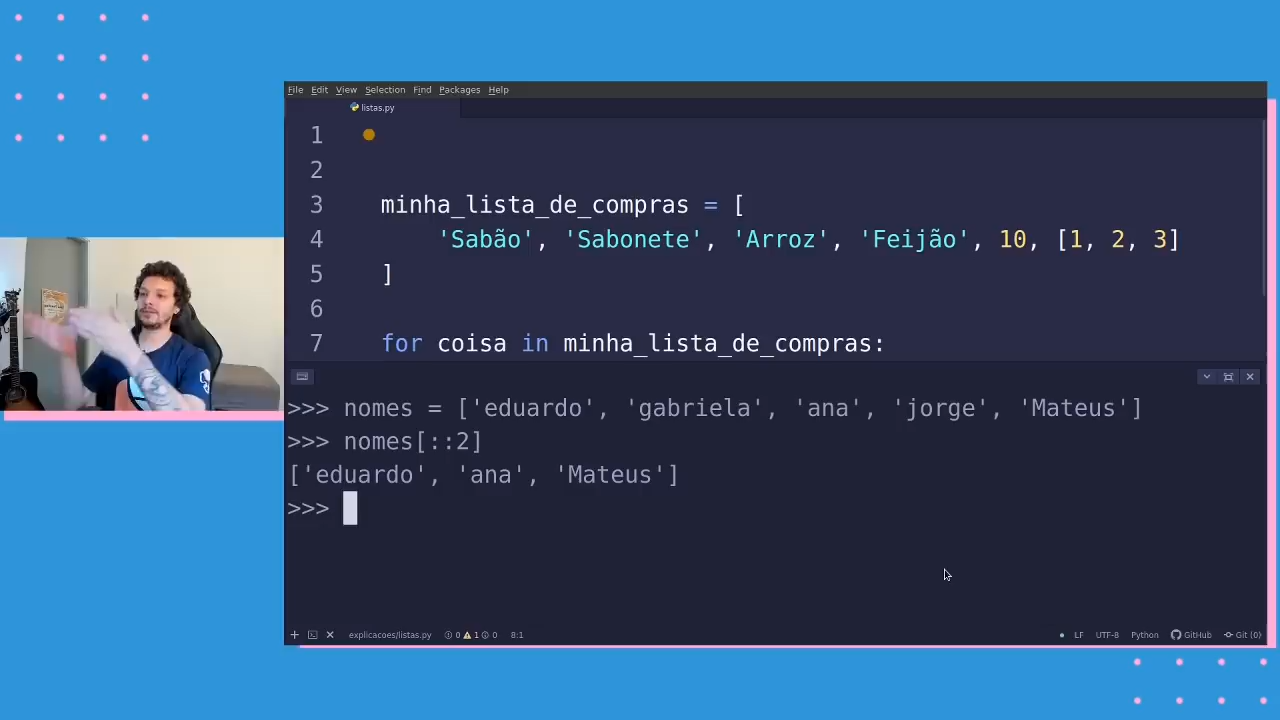 File Edit View Selection Find Packages Help
listas.py
1
2
3 minha_lista_de_compras = [
4 'Sabão', 'Sabonete', 'Arroz', 'Feijão', 10, [1, 2, 3]
5 ]
6
7 for coisa in minha_lista_de_compras:
>>> nomes = ['eduardo', 'gabriela', 'ana', 'jorge', 'Mateus']
>>> nomes[::2]
['eduardo', 'ana', 'Mateus']
>>>
explicacoes/listas.py 0 1 0 8:1 LF UTF-8 Python GitHub Git (0)